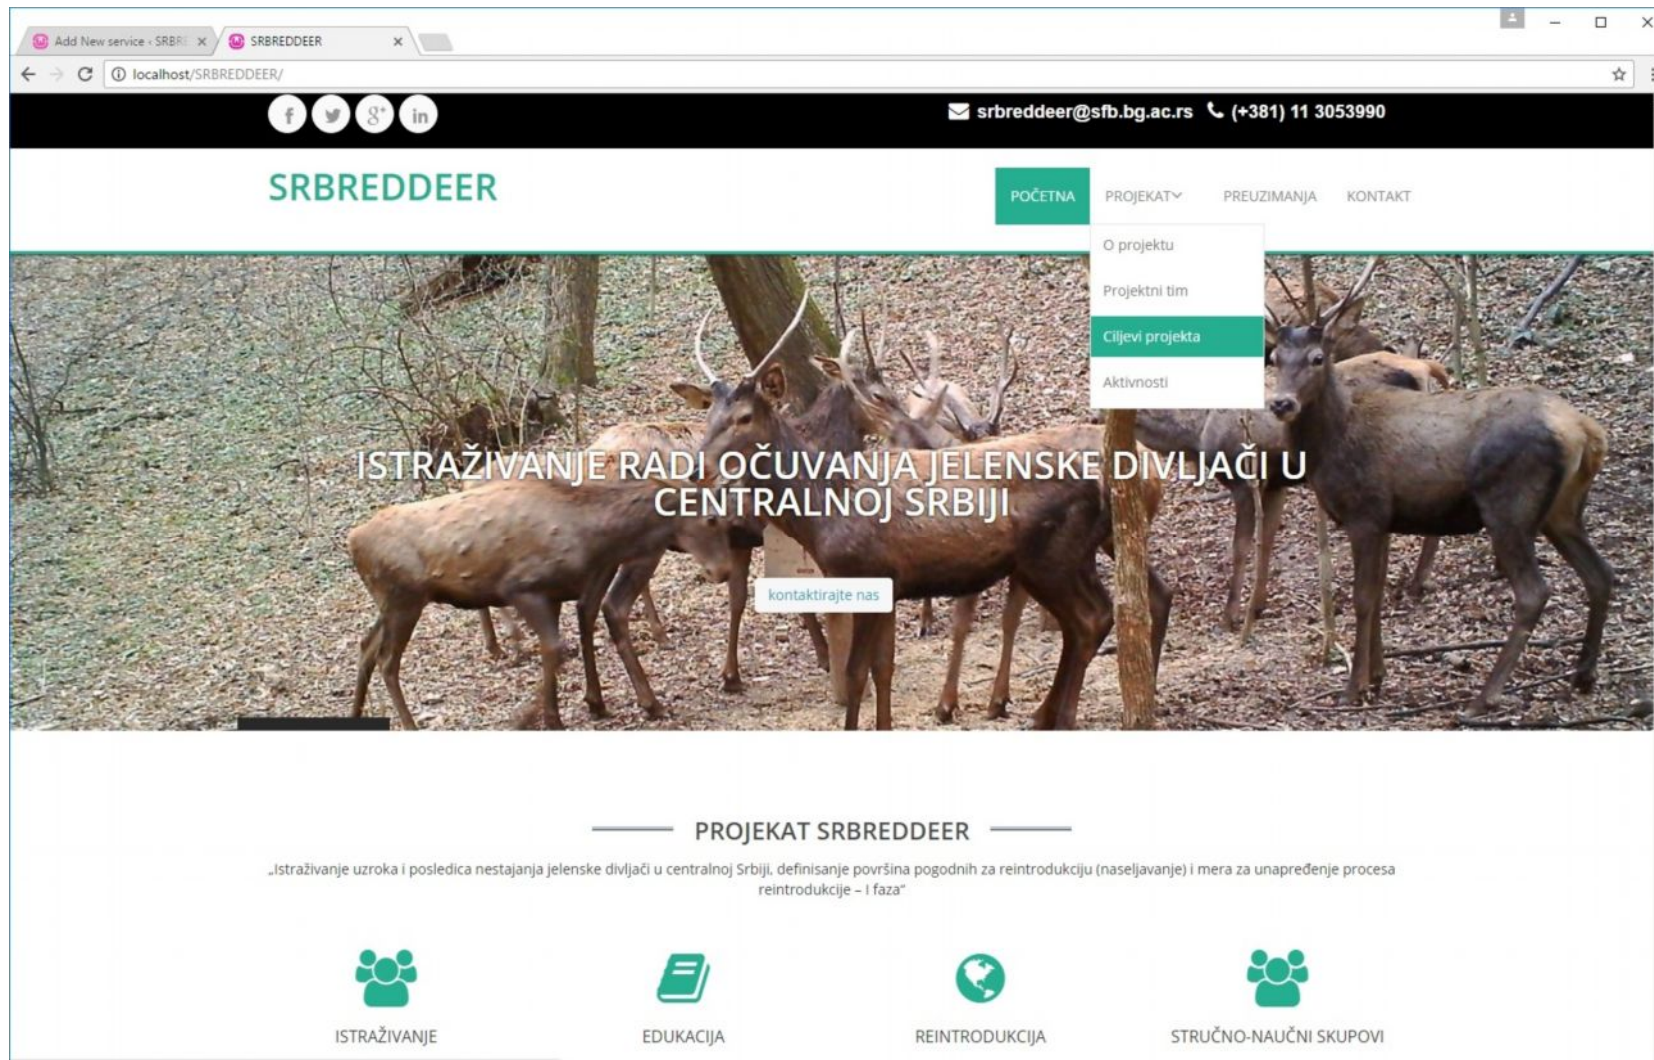 Add New service ‹ SRBRE
SRBREDDEER
localhost/SRBREDDEER/
srbreddeer@sfb.bg.ac.rs (+381) 11 3053990
SRBREDDEER
POČETNA PROJEKAT PREUZIMANJA KONTAKT
O projektu
Projektni tim
Ciljevi projekta
Aktivnosti
ISTRAŽIVANJE RADI OČUVANJA JELENSKE DIVLJAČI U
CENTRALNOJ SRBIJI
kontaktirajte nas
PROJEKAT SRBREDDEER
„Istraživanje uzroka i posledica nestajanja jelenske divljači u centralnoj Srbiji, definisanje površina pogodnih za reintrodukciju (naseljavanje) i mera za unapređenje procesa
reintrodukcije – I faza“
ISTRAŽIVANJE EDUKACIJA REINTRODUKCIJA STRUČNO-NAUČNI SKUPOVI